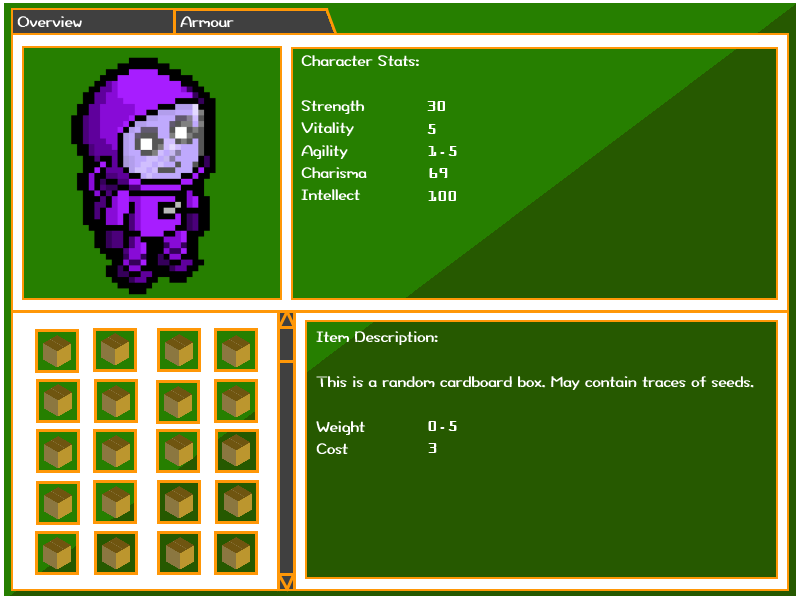 Overview
Armour
Character Stats:
Strength 30
Vitality 5
Agility 1 - 5
Charisma 69
Intellect 100
Item Description:
This is a random cardboard box. May contain traces of seeds.
Weight 0 - 5
Cost 3